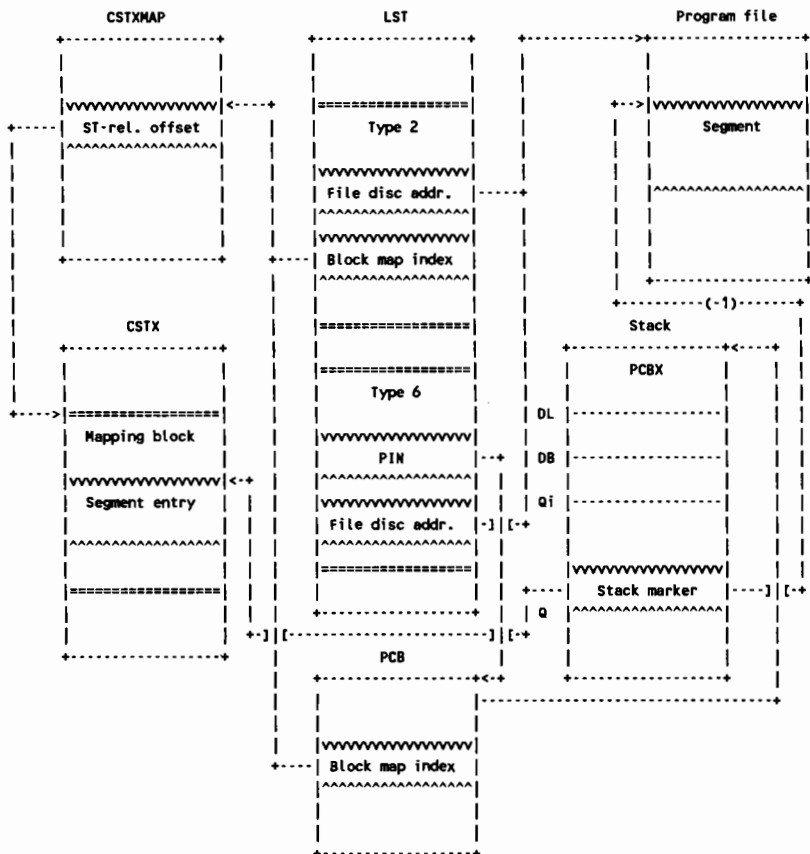 CSTXMAP
LST
Program file
ST-rel. offset
Type 2
Segment
File disc addr.
Block map index
(-1)
CSTX
Stack
PCBX
Type 6
DL
Mapping block
PIN
DB
Segment entry
Qi
File disc addr.
Stack marker
Q
PCB
Block map index